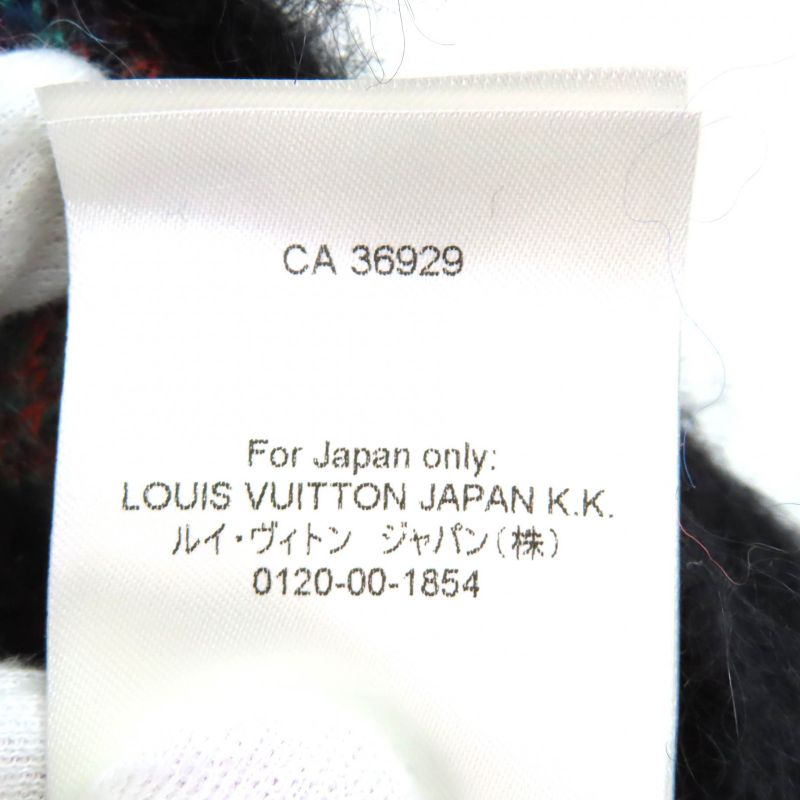 CA 36929
For Japan only:
LOUIS VUITTON JAPAN K.K.
ルイ・ヴィトン　ジャパン(株)
0120-00-1854